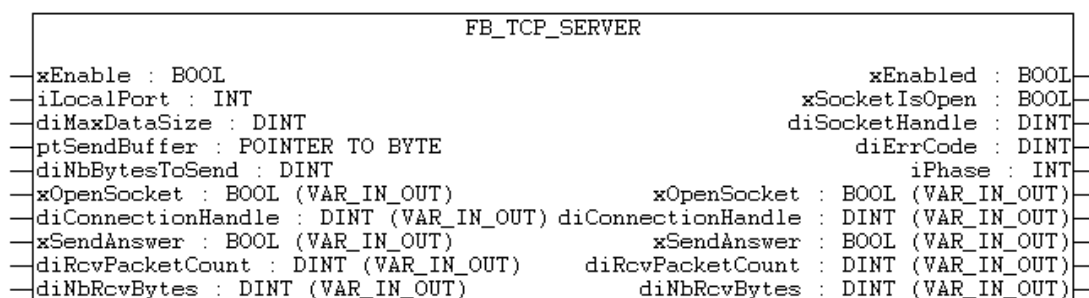 FB_TCP_SERVER
xEnable : BOOL xEnabled : BOOL
iLocalPort : INT xSocketIsOpen : BOOL
diMaxDataSize : DINT diSocketHandle : DINT
ptSendBuffer : POINTER TO BYTE diErrCode : DINT
diNbBytesToSend : DINT iPhase : INT
xOpenSocket : BOOL (VAR_IN_OUT) xOpenSocket : BOOL (VAR_IN_OUT)
diConnectionHandle : DINT (VAR_IN_OUT) diConnectionHandle : DINT (VAR_IN_OUT)
xSendAnswer : BOOL (VAR_IN_OUT) xSendAnswer : BOOL (VAR_IN_OUT)
diRcvPacketCount : DINT (VAR_IN_OUT) diRcvPacketCount : DINT (VAR_IN_OUT)
diNbRcvBytes : DINT (VAR_IN_OUT) diNbRcvBytes : DINT (VAR_IN_OUT)